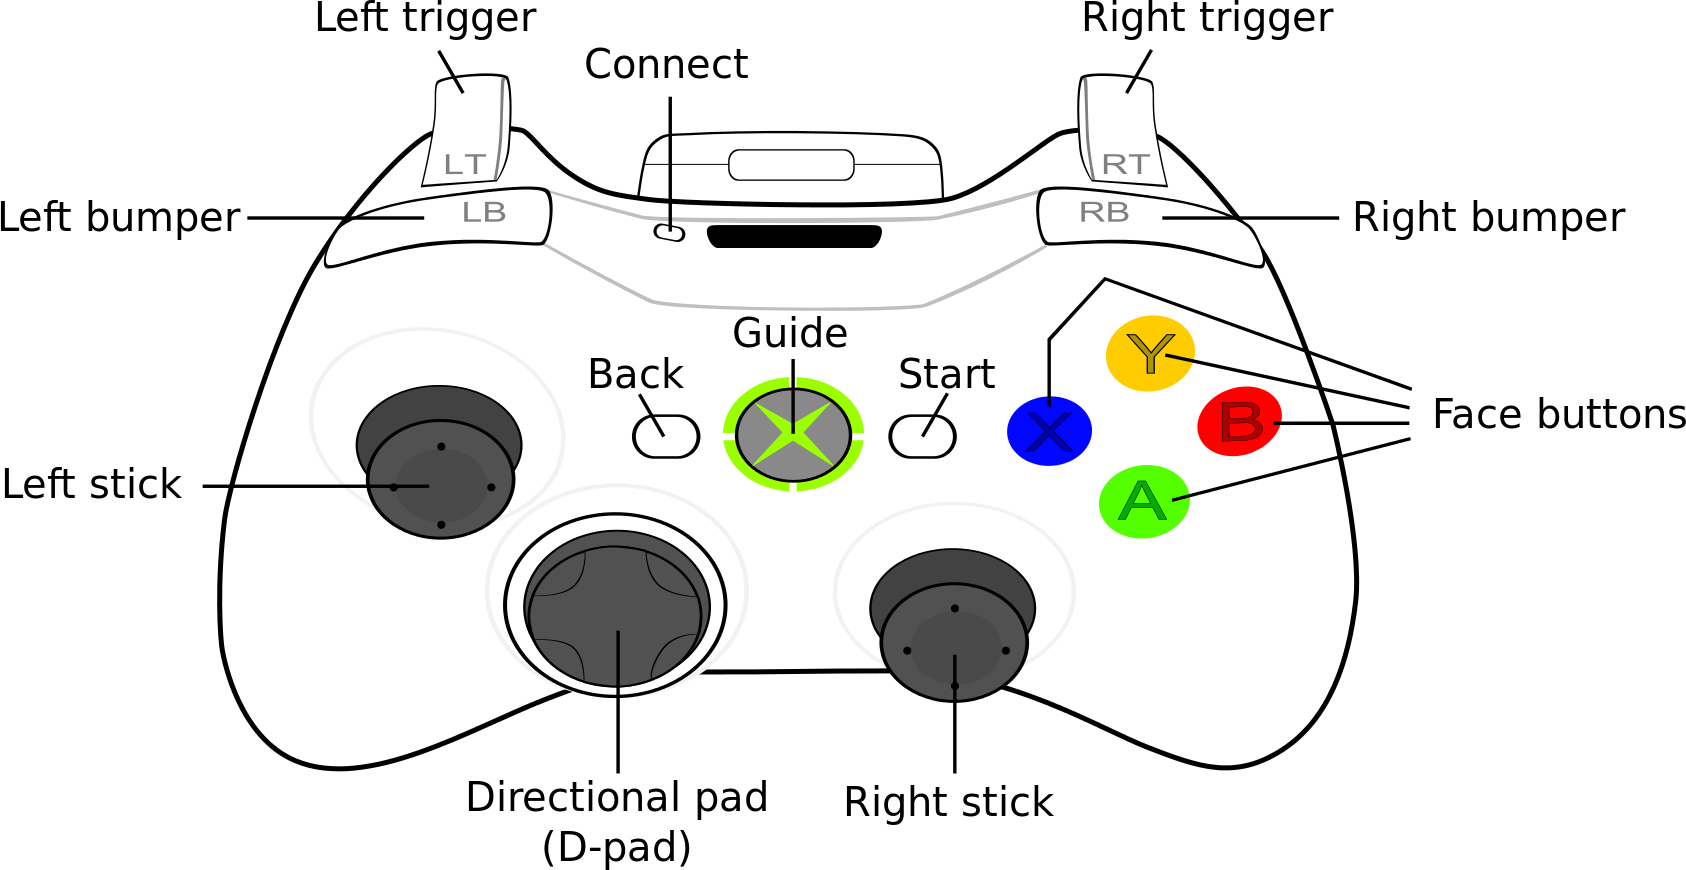 Left trigger
Right trigger
Connect
LT
RT
Left bumper
LB
RB
Right bumper
Guide
Back
Start
Y
X
B
Face buttons
A
Left stick
Directional pad
(D-pad)
Right stick